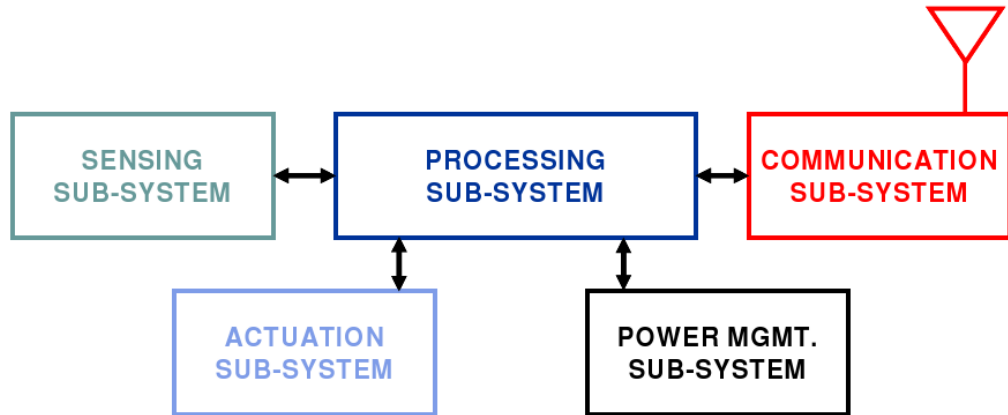 SENSING
SUB-SYSTEM
PROCESSING
SUB-SYSTEM
COMMUNICATION
SUB-SYSTEM
ACTUATION
SUB-SYSTEM
POWER MGMT.
SUB-SYSTEM